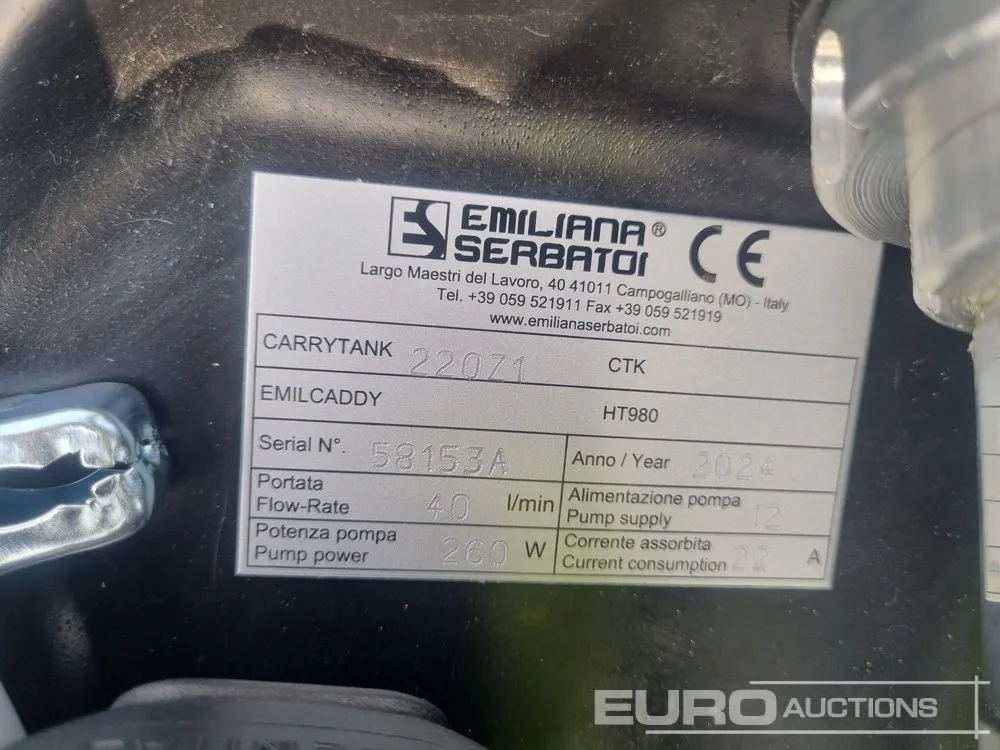 EMILIANA®
SERBATOI
CE
Largo Maestri del Lavoro, 40 41011 Campogalliano (MO) - Italy
Tel. +39 059 521911 Fax +39 059 521919
www.emilianaserbatoi.com
CARRYTANK 220Z1 CTK
EMILCADDY HT980
Serial N°. 58153A Anno / Year 2024
Portata
Flow-Rate 40 l/min
Alimentazione pompa
Pump supply 12
Potenza pompa
Pump power 260 W
Corrente assorbita
Current consumption 22 A
EURO AUCTIONS